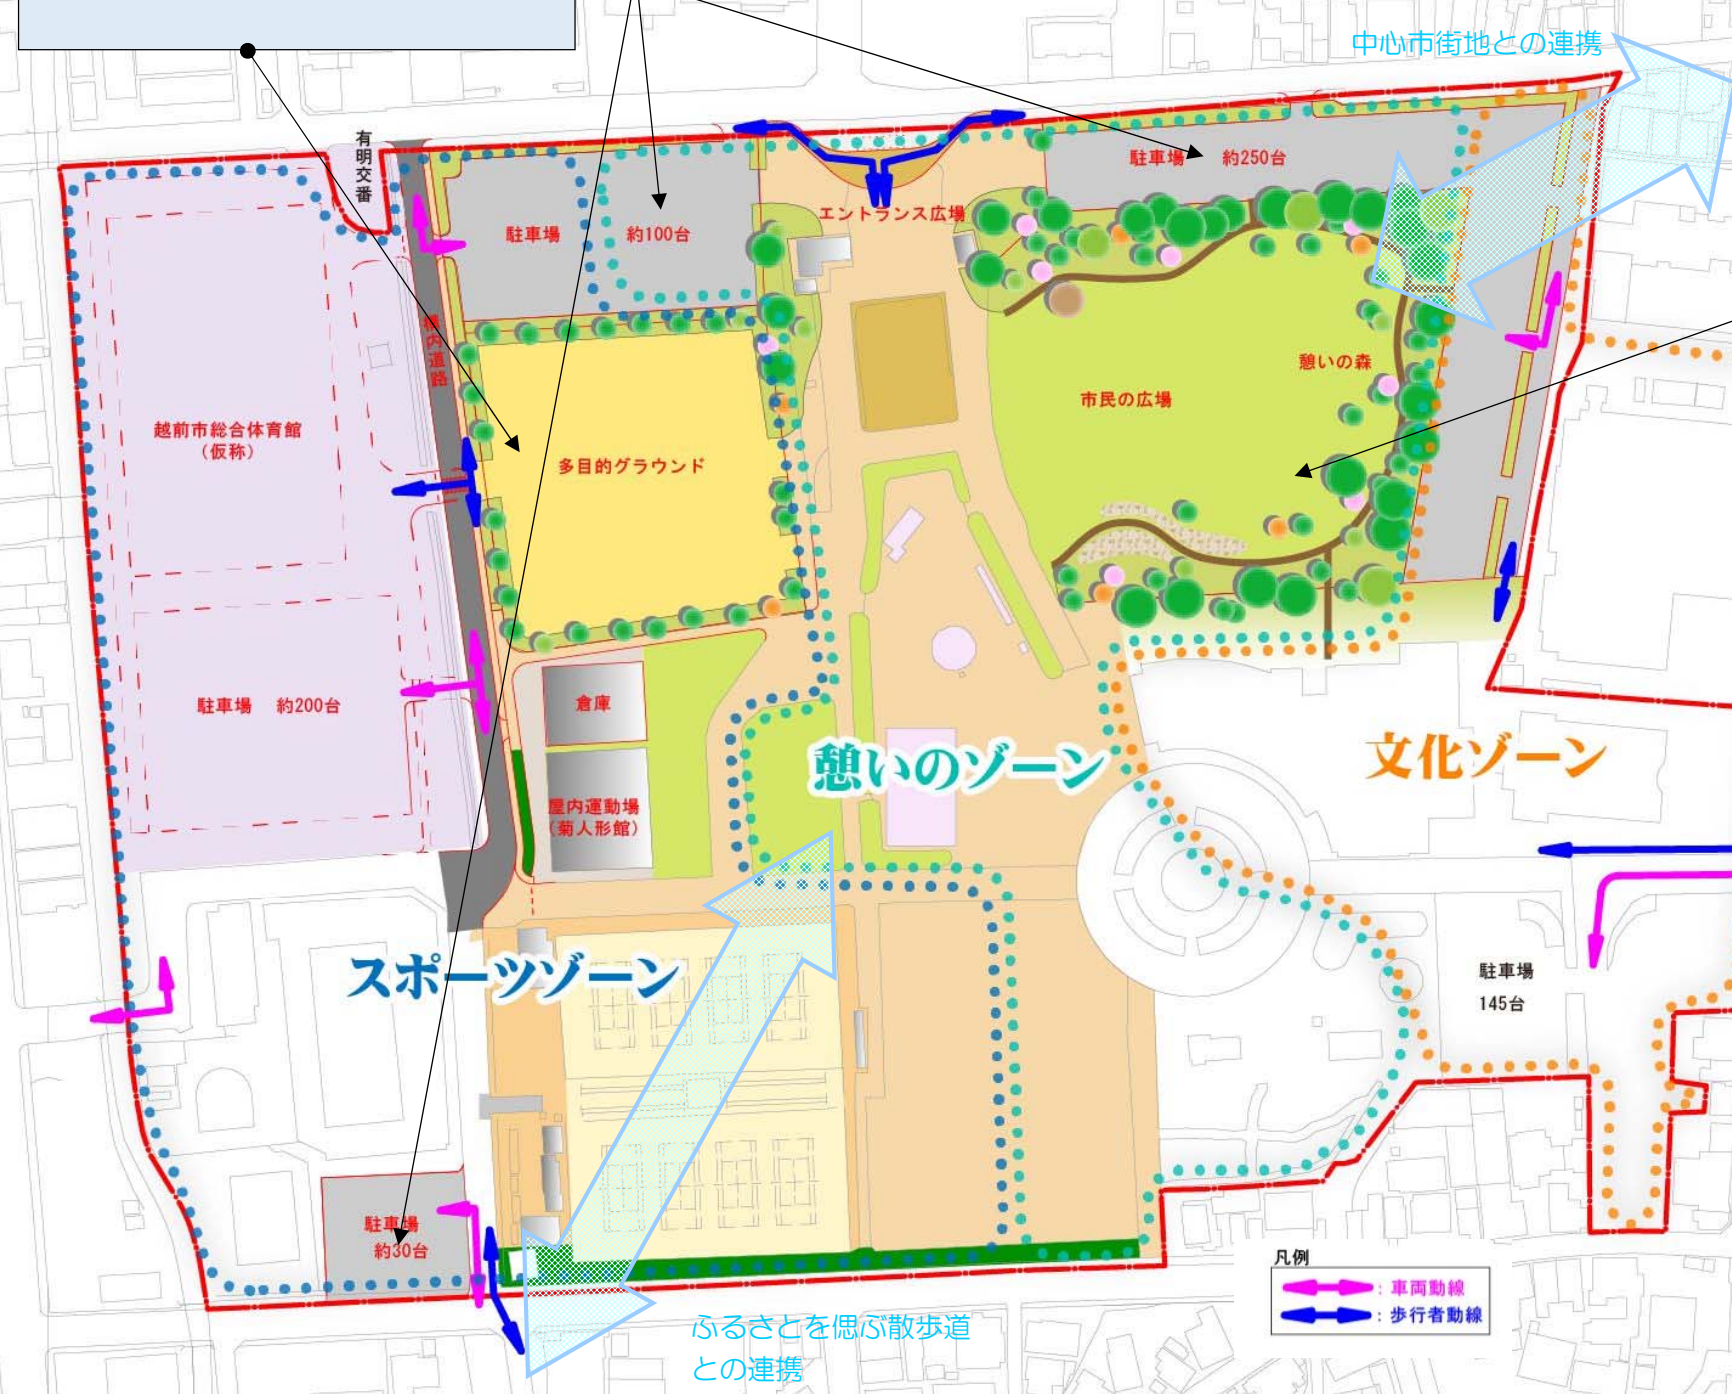 中心市街地との連携
有明交番
駐車場 約250台
エントランス広場
駐車場 約100台
構内道路
憩いの森
市民の広場
越前市総合体育館
(仮称)
多目的グラウンド
駐車場 約200台
倉庫
憩いのゾーン
文化ゾーン
屋内運動場
(菊人形館)
スポーツゾーン
駐車場
145台
駐車場
約30台
凡例
：車両動線
：歩行者動線
ふるさとを偲ぶ散歩道
との連携